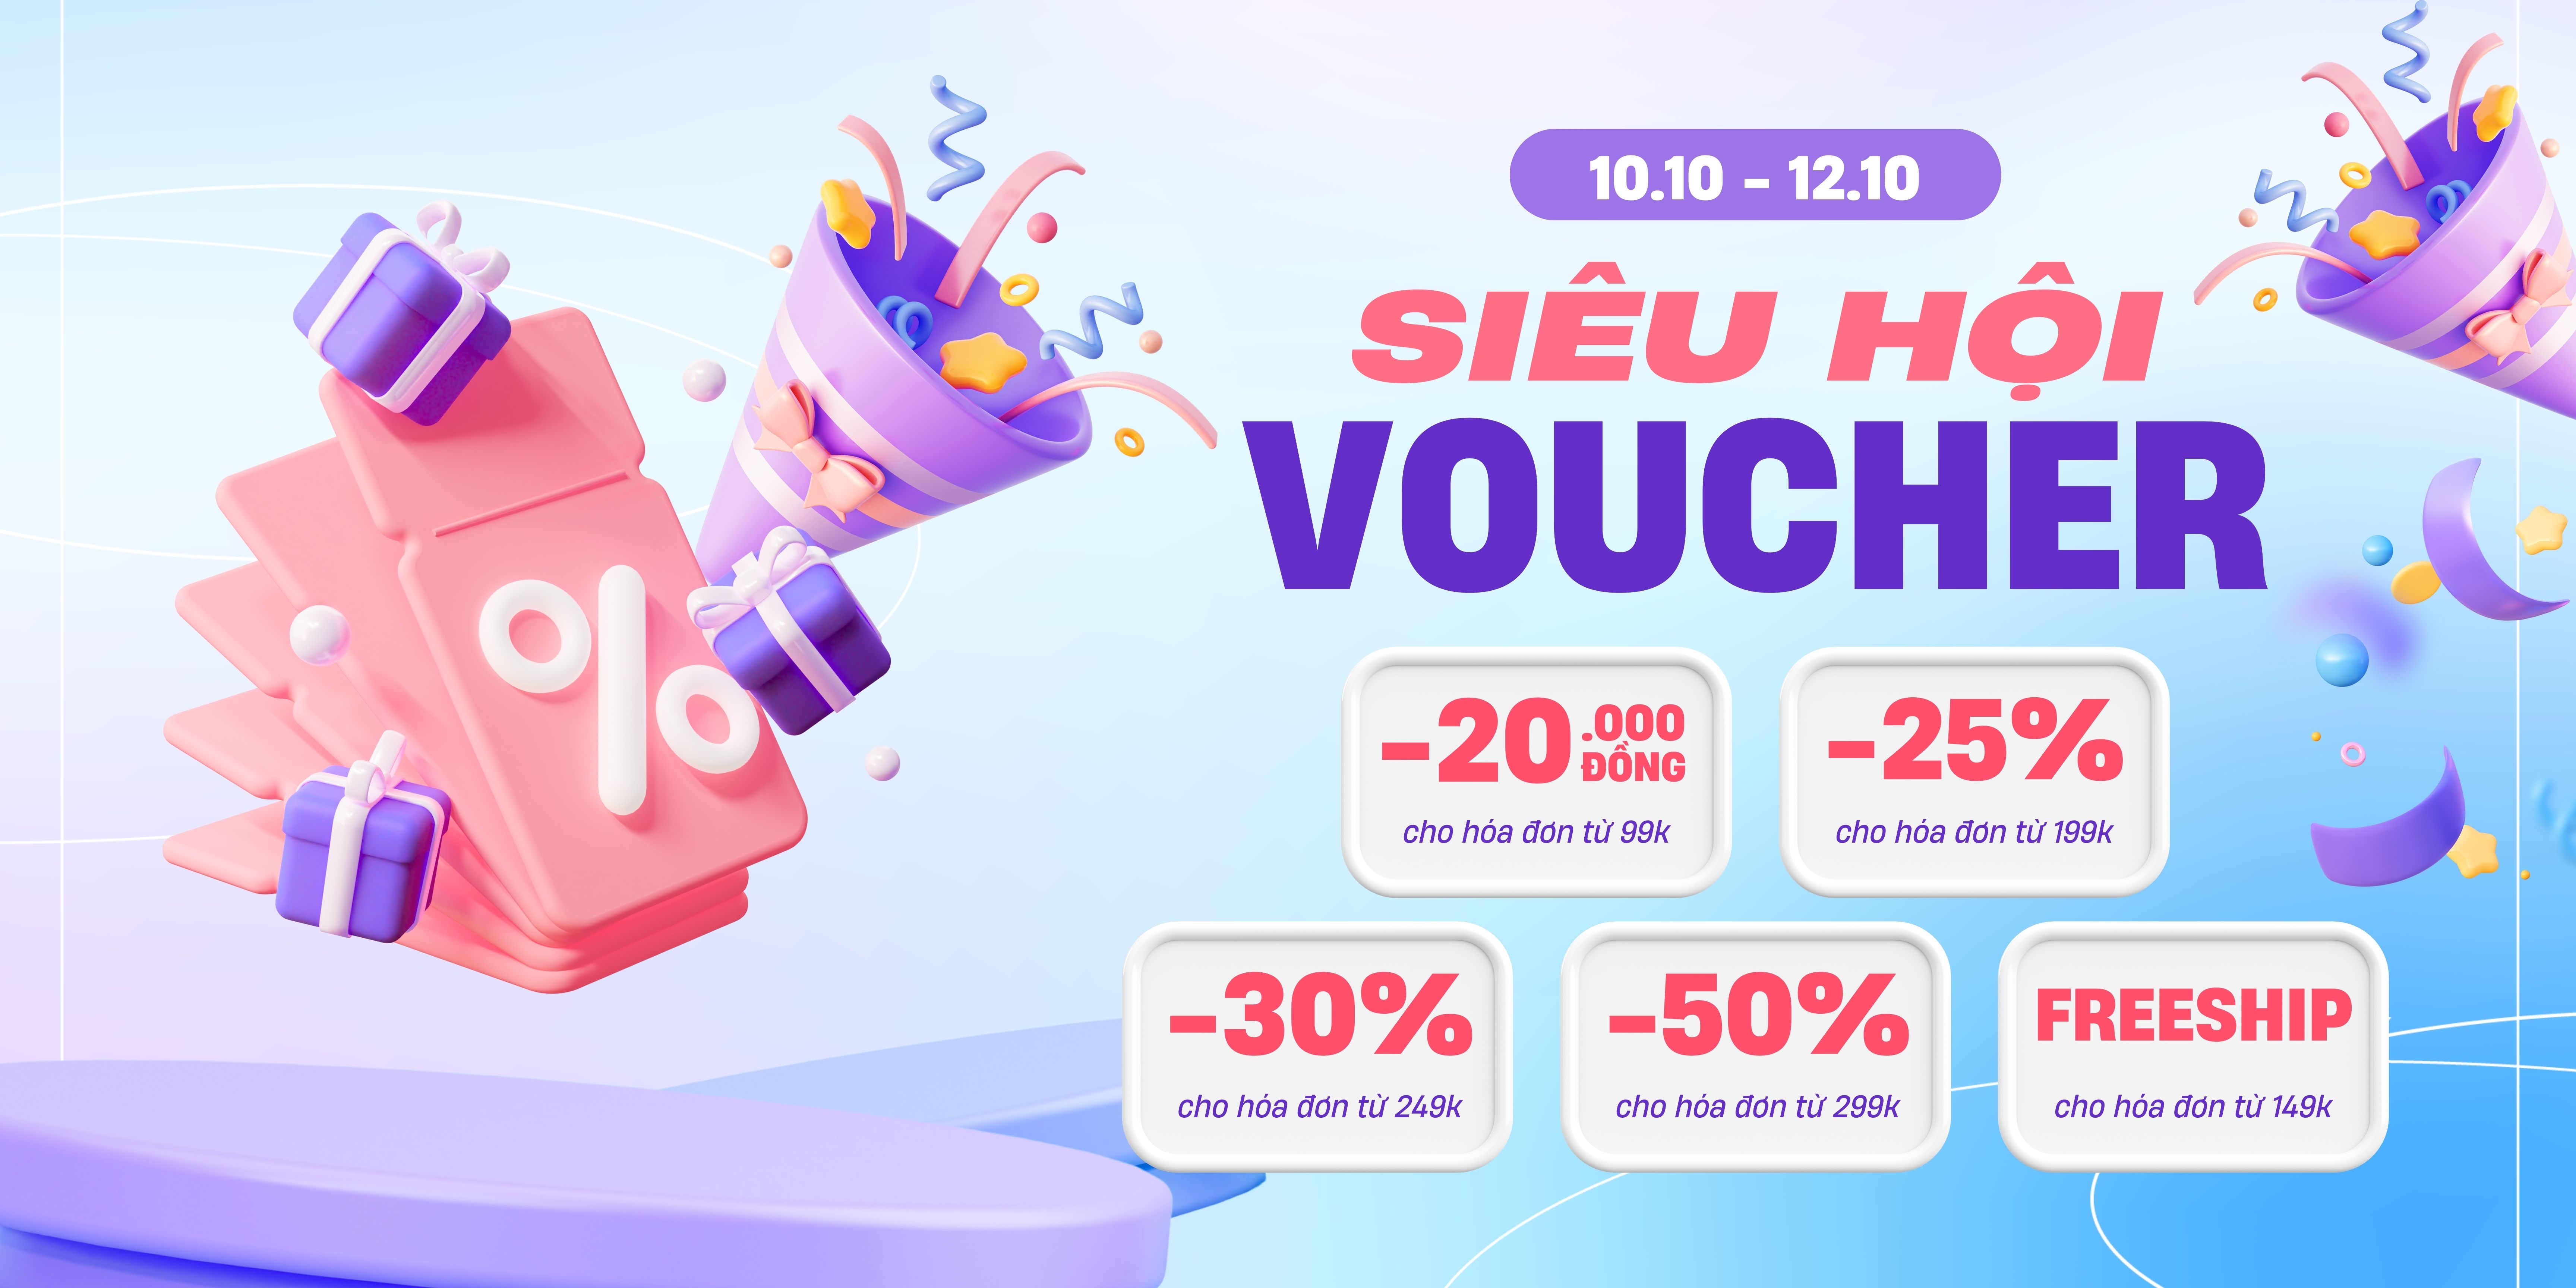 10.10 - 12.10
SIÊU HỘI
VOUCHER
-20.000 ĐỒNG
cho hóa đơn từ 99k
-25%
cho hóa đơn từ 199k
-30%
cho hóa đơn từ 249k
-50%
cho hóa đơn từ 299k
FREESHIP
cho hóa đơn từ 149k
%